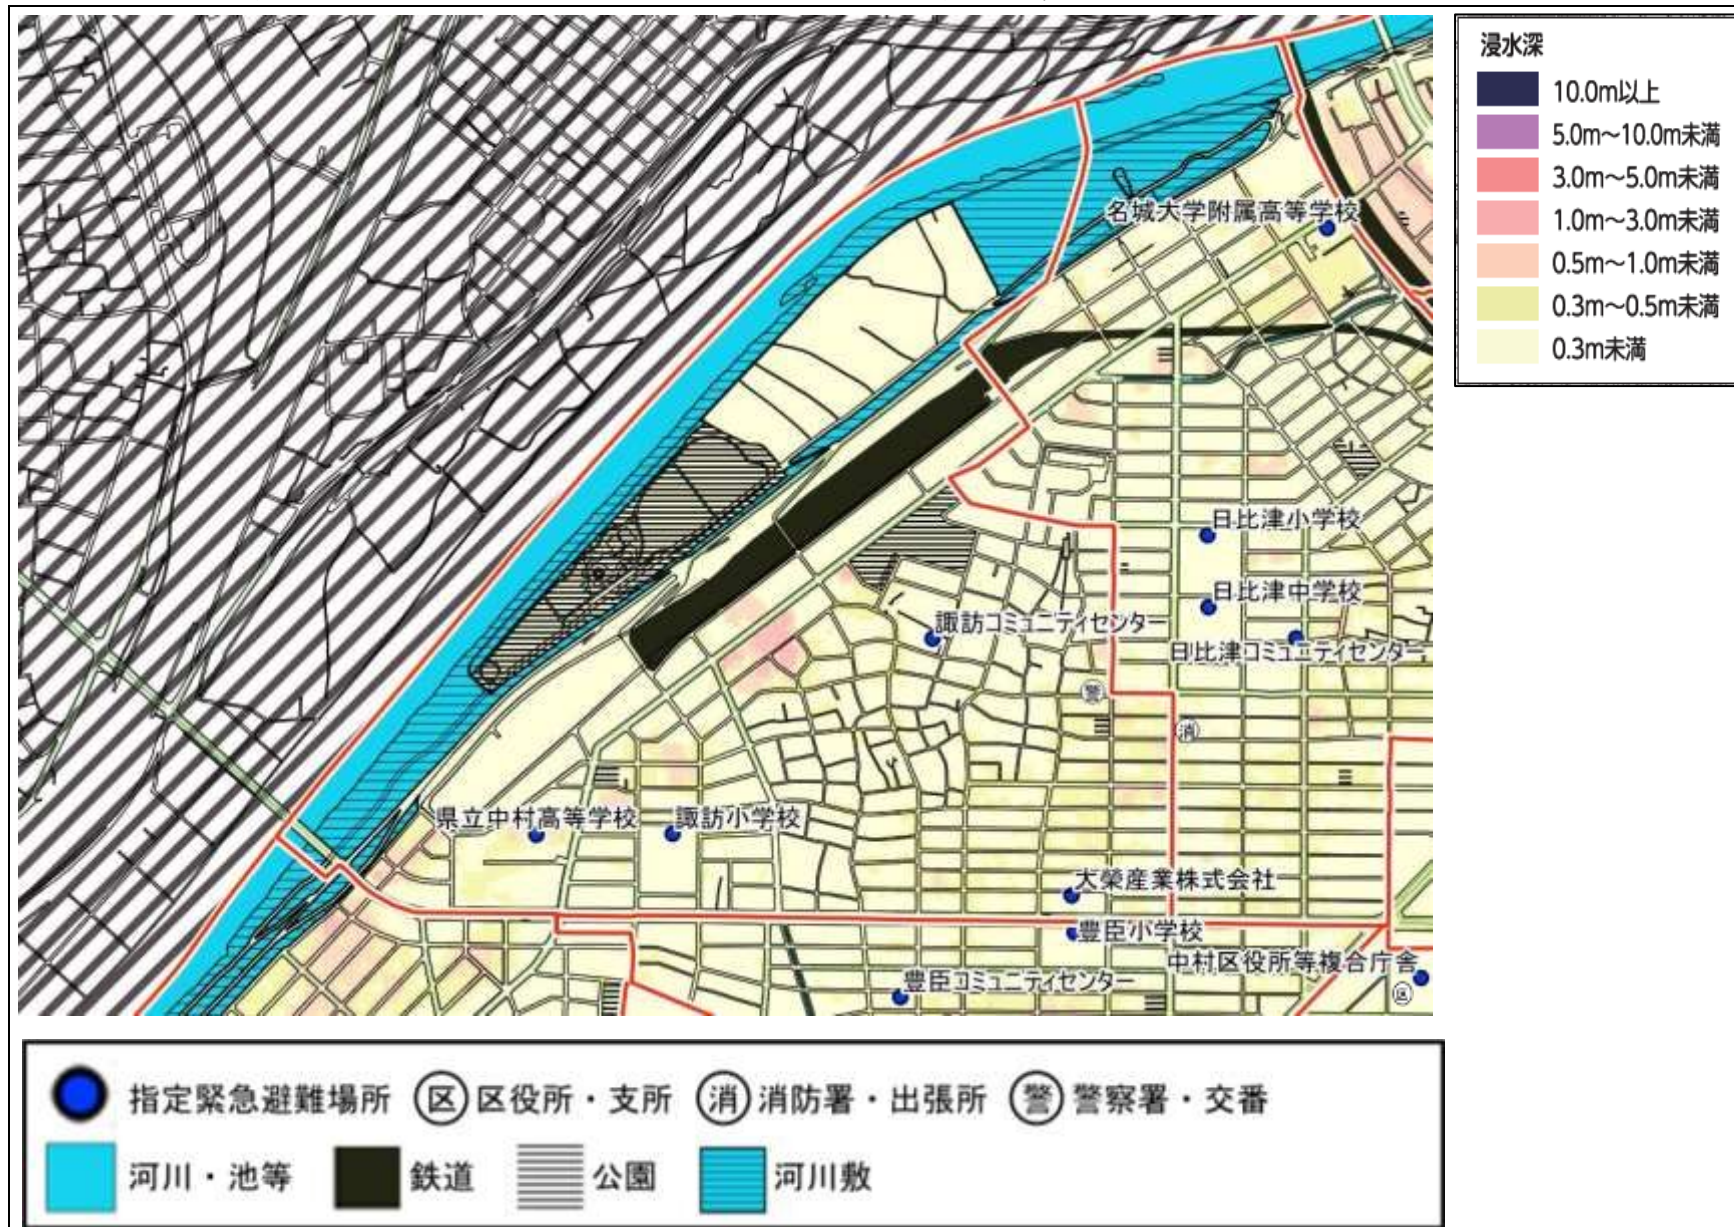 浸水深
10.0m以上
5.0m～10.0m未満
3.0m～5.0m未満
1.0m～3.0m未満
0.5m～1.0m未満
0.3m～0.5m未満
0.3m未満
名城大学附属高等学校
日比津小学校
日比津中学校
諏訪コミュニティセンター
日比津コミュニティセンター
警
消
県立中村高等学校
諏訪小学校
大榮産業株式会社
豊臣小学校
中村区役所等複合庁舎
豊臣コミュニティセンター
区
指定緊急避難場所 区 区役所・支所 消 消防署・出張所 警 警察署・交番
河川・池等 鉄道 公園 河川敷